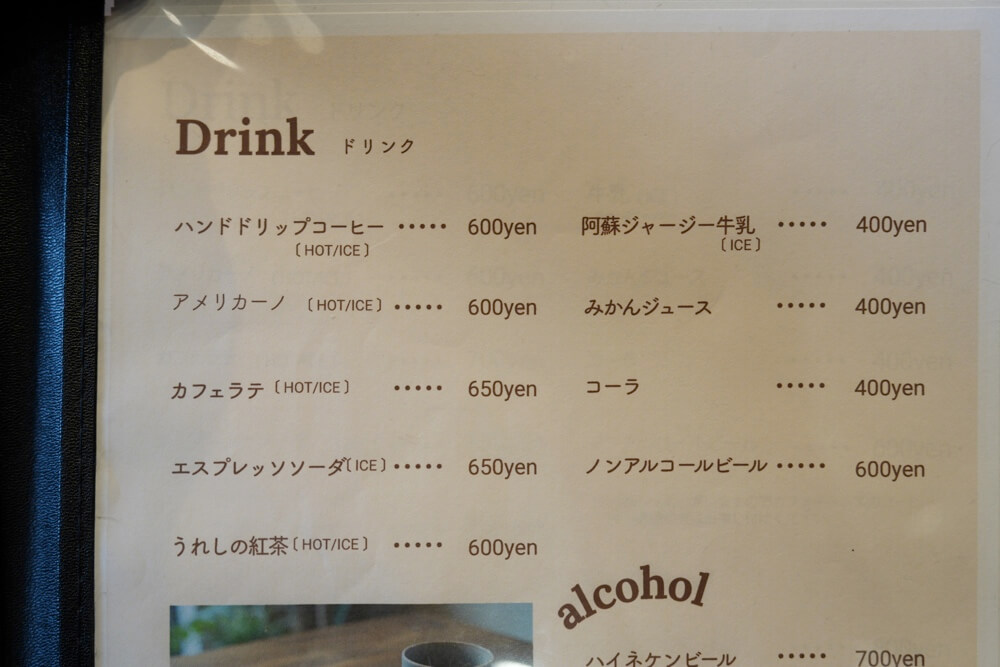 Drink ドリンク
ハンドドリップコーヒー ・・・・・ 600yen
〔HOT/ICE〕
アメリカーノ 〔HOT/ICE〕・・・・・ 600yen
カフェラテ〔HOT/ICE〕 ・・・・・ 650yen
エスプレッソソーダ〔ICE〕・・・・・ 650yen
うれしの紅茶〔HOT/ICE〕 ・・・・・ 600yen
阿蘇ジャージー牛乳 ・・・・・ 400yen
〔ICE〕
みかんジュース ・・・・・ 400yen
コーラ ・・・・・ 400yen
ノンアルコールビール ・・・・・ 600yen
alcohol
ハイネケンビール ・・・・・ 700yen